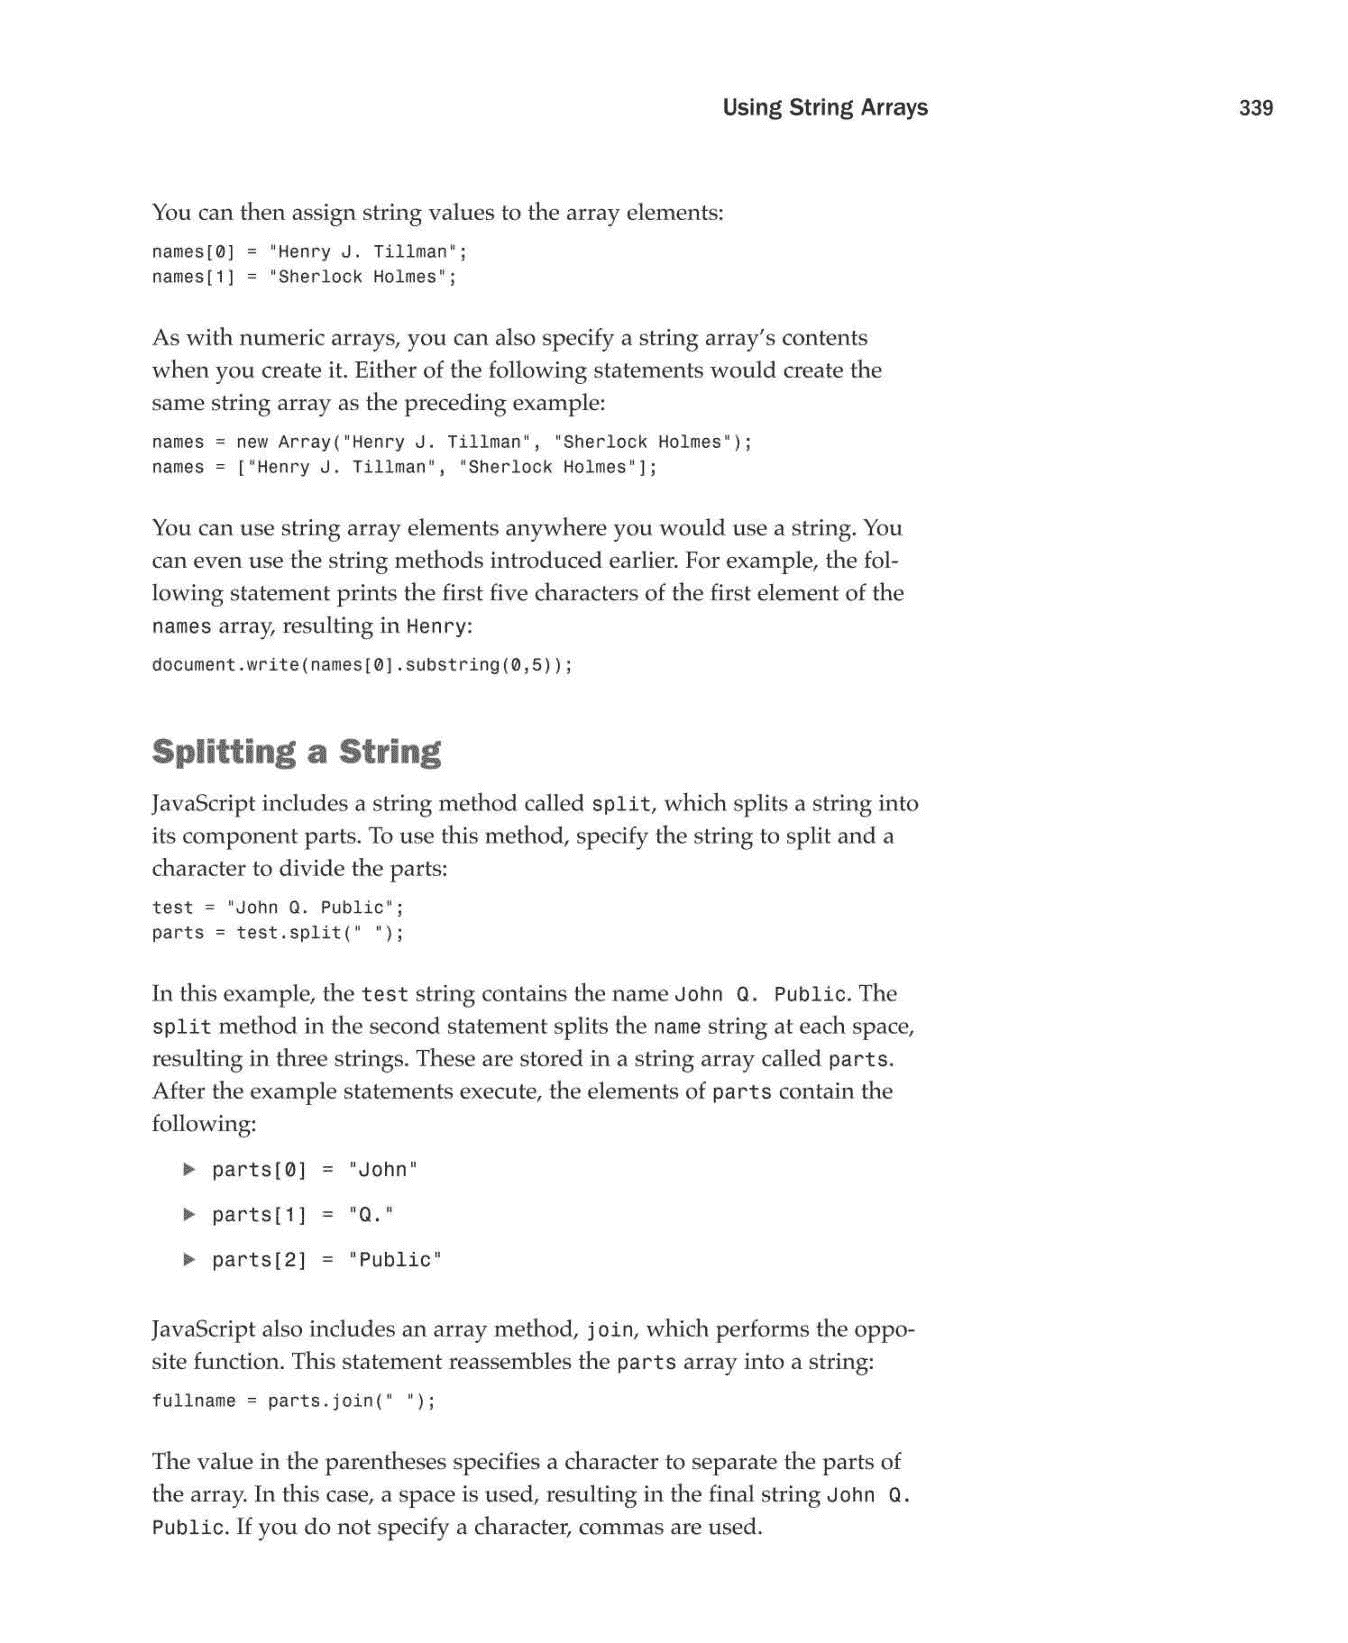 Using String Arrays 339
You can then assign string values to the array elements:
names[0] = "Henry J. Tillman";
names[1] = "Sherlock Holmes";
As with numeric arrays, you can also specify a string array's contents
when you create it. Either of the following statements would create the
same string array as the preceding example:
names = new Array("Henry J. Tillman", "Sherlock Holmes");
names = ["Henry J. Tillman", "Sherlock Holmes"];
You can use string array elements anywhere you would use a string. You
can even use the string methods introduced earlier. For example, the fol-
lowing statement prints the first five characters of the first element of the
names array, resulting in Henry:
document.write(names[0].substring(0,5));
Splitting a String
JavaScript includes a string method called split, which splits a string into
its component parts. To use this method, specify the string to split and a
character to divide the parts:
test = "John Q. Public";
parts = test.split(" ");
In this example, the test string contains the name John Q. Public. The
split method in the second statement splits the name string at each space,
resulting in three strings. These are stored in a string array called parts.
After the example statements execute, the elements of parts contain the
following:
▶ parts[0] = "John"
▶ parts[1] = "Q."
▶ parts[2] = "Public"
JavaScript also includes an array method, join, which performs the oppo-
site function. This statement reassembles the parts array into a string:
fullname = parts.join(" ");
The value in the parentheses specifies a character to separate the parts of
the array. In this case, a space is used, resulting in the final string John Q.
Public. If you do not specify a character, commas are used.